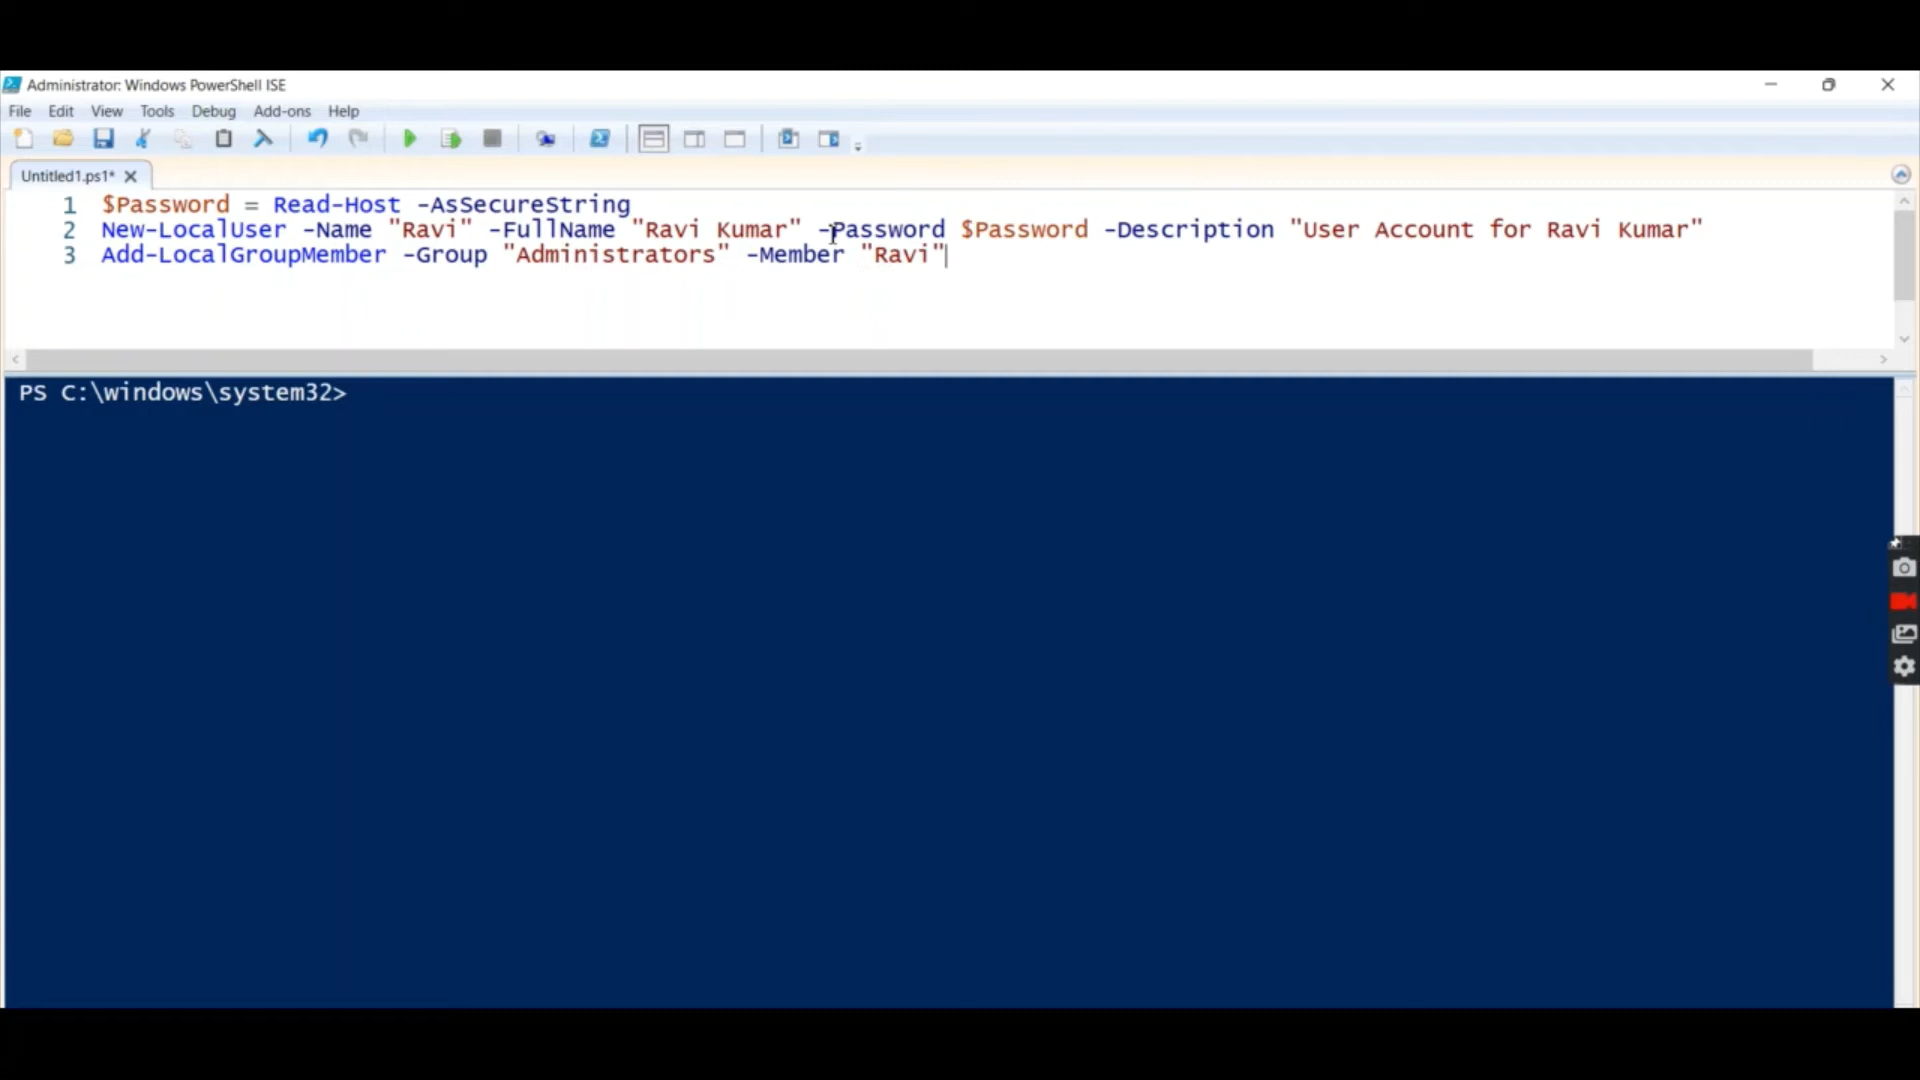 Administrator: Windows PowerShell ISE
File Edit View Tools Debug Add-ons Help
Untitled1.ps1*
1 $Password = Read-Host -AsSecureString
2 New-LocalUser -Name "Ravi" -FullName "Ravi Kumar" -Password $Password -Description "User Account for Ravi Kumar"
3 Add-LocalGroupMember -Group "Administrators" -Member "Ravi"
PS C:\windows\system32>